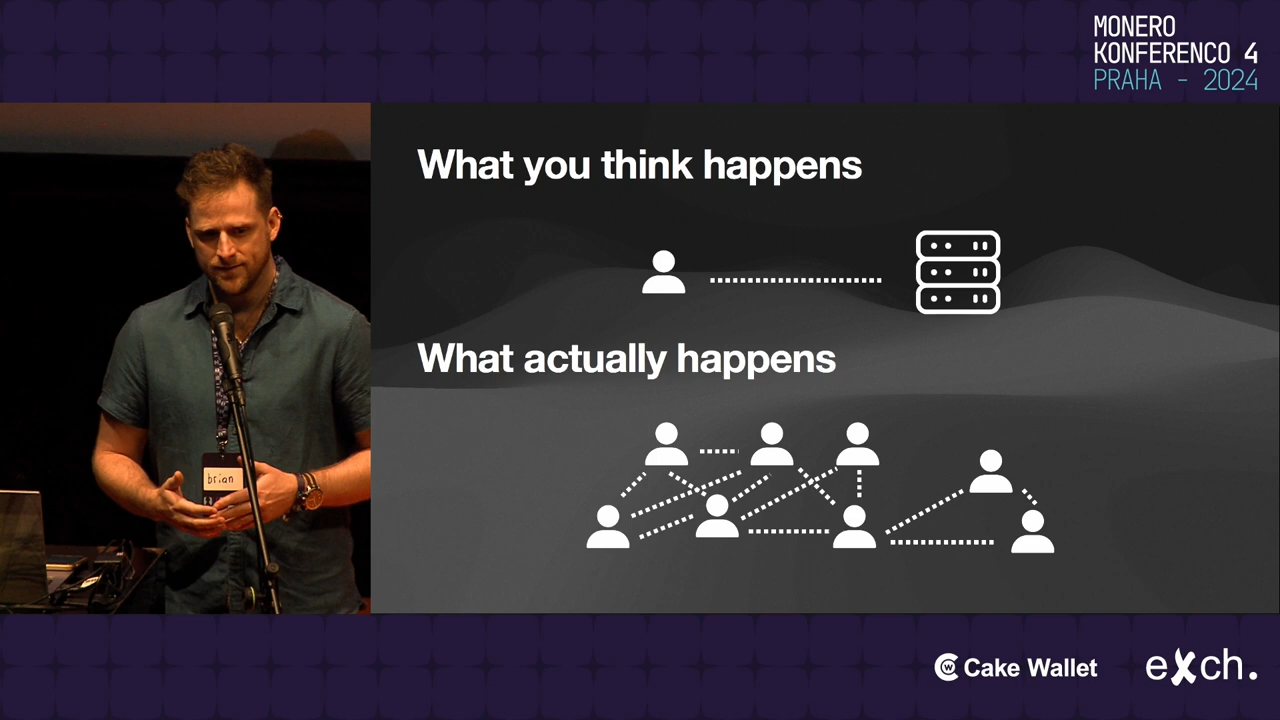 MONERO
KONFERENCO 4
PRAHA - 2024
What you think happens
What actually happens
brian
Cake Wallet
eXch.